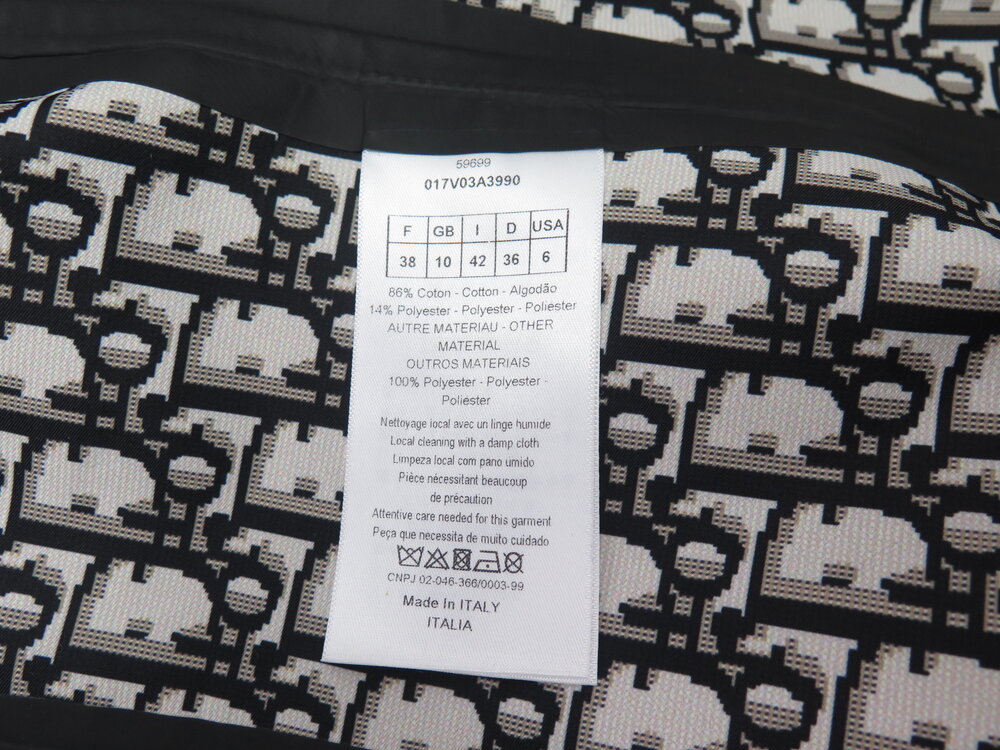 59699
017V03A3990
F GB I D USA
38 10 42 36 6
86% Coton - Cotton - Algodão
14% Polyester - Polyester - Poliester
AUTRE MATERIAU - OTHER
MATERIAL
OUTROS MATERIAIS
100% Polyester - Polyester -
Poliester
Nettoyage local avec un linge humide
Local cleaning with a damp cloth
Limpeza local com pano umido
Pièce nécessitant beaucoup
de précaution
Attentive care needed for this garment
Peça que necessita de muito cuidado
CNPJ 02-046-366/0003-99
Made In ITALY
ITALIA